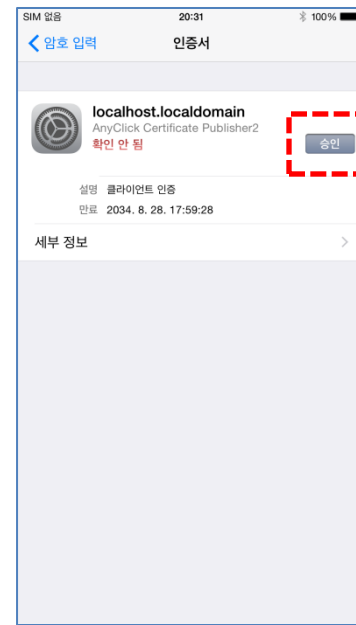 SIM 없음 20:31 100%
암호 입력 인증서
localhost.localdomain
AnyClick Certificate Publisher2
확인 안 됨
승인
설명 클라이언트 인증
만료 2034. 8. 28. 17:59:28
세부 정보